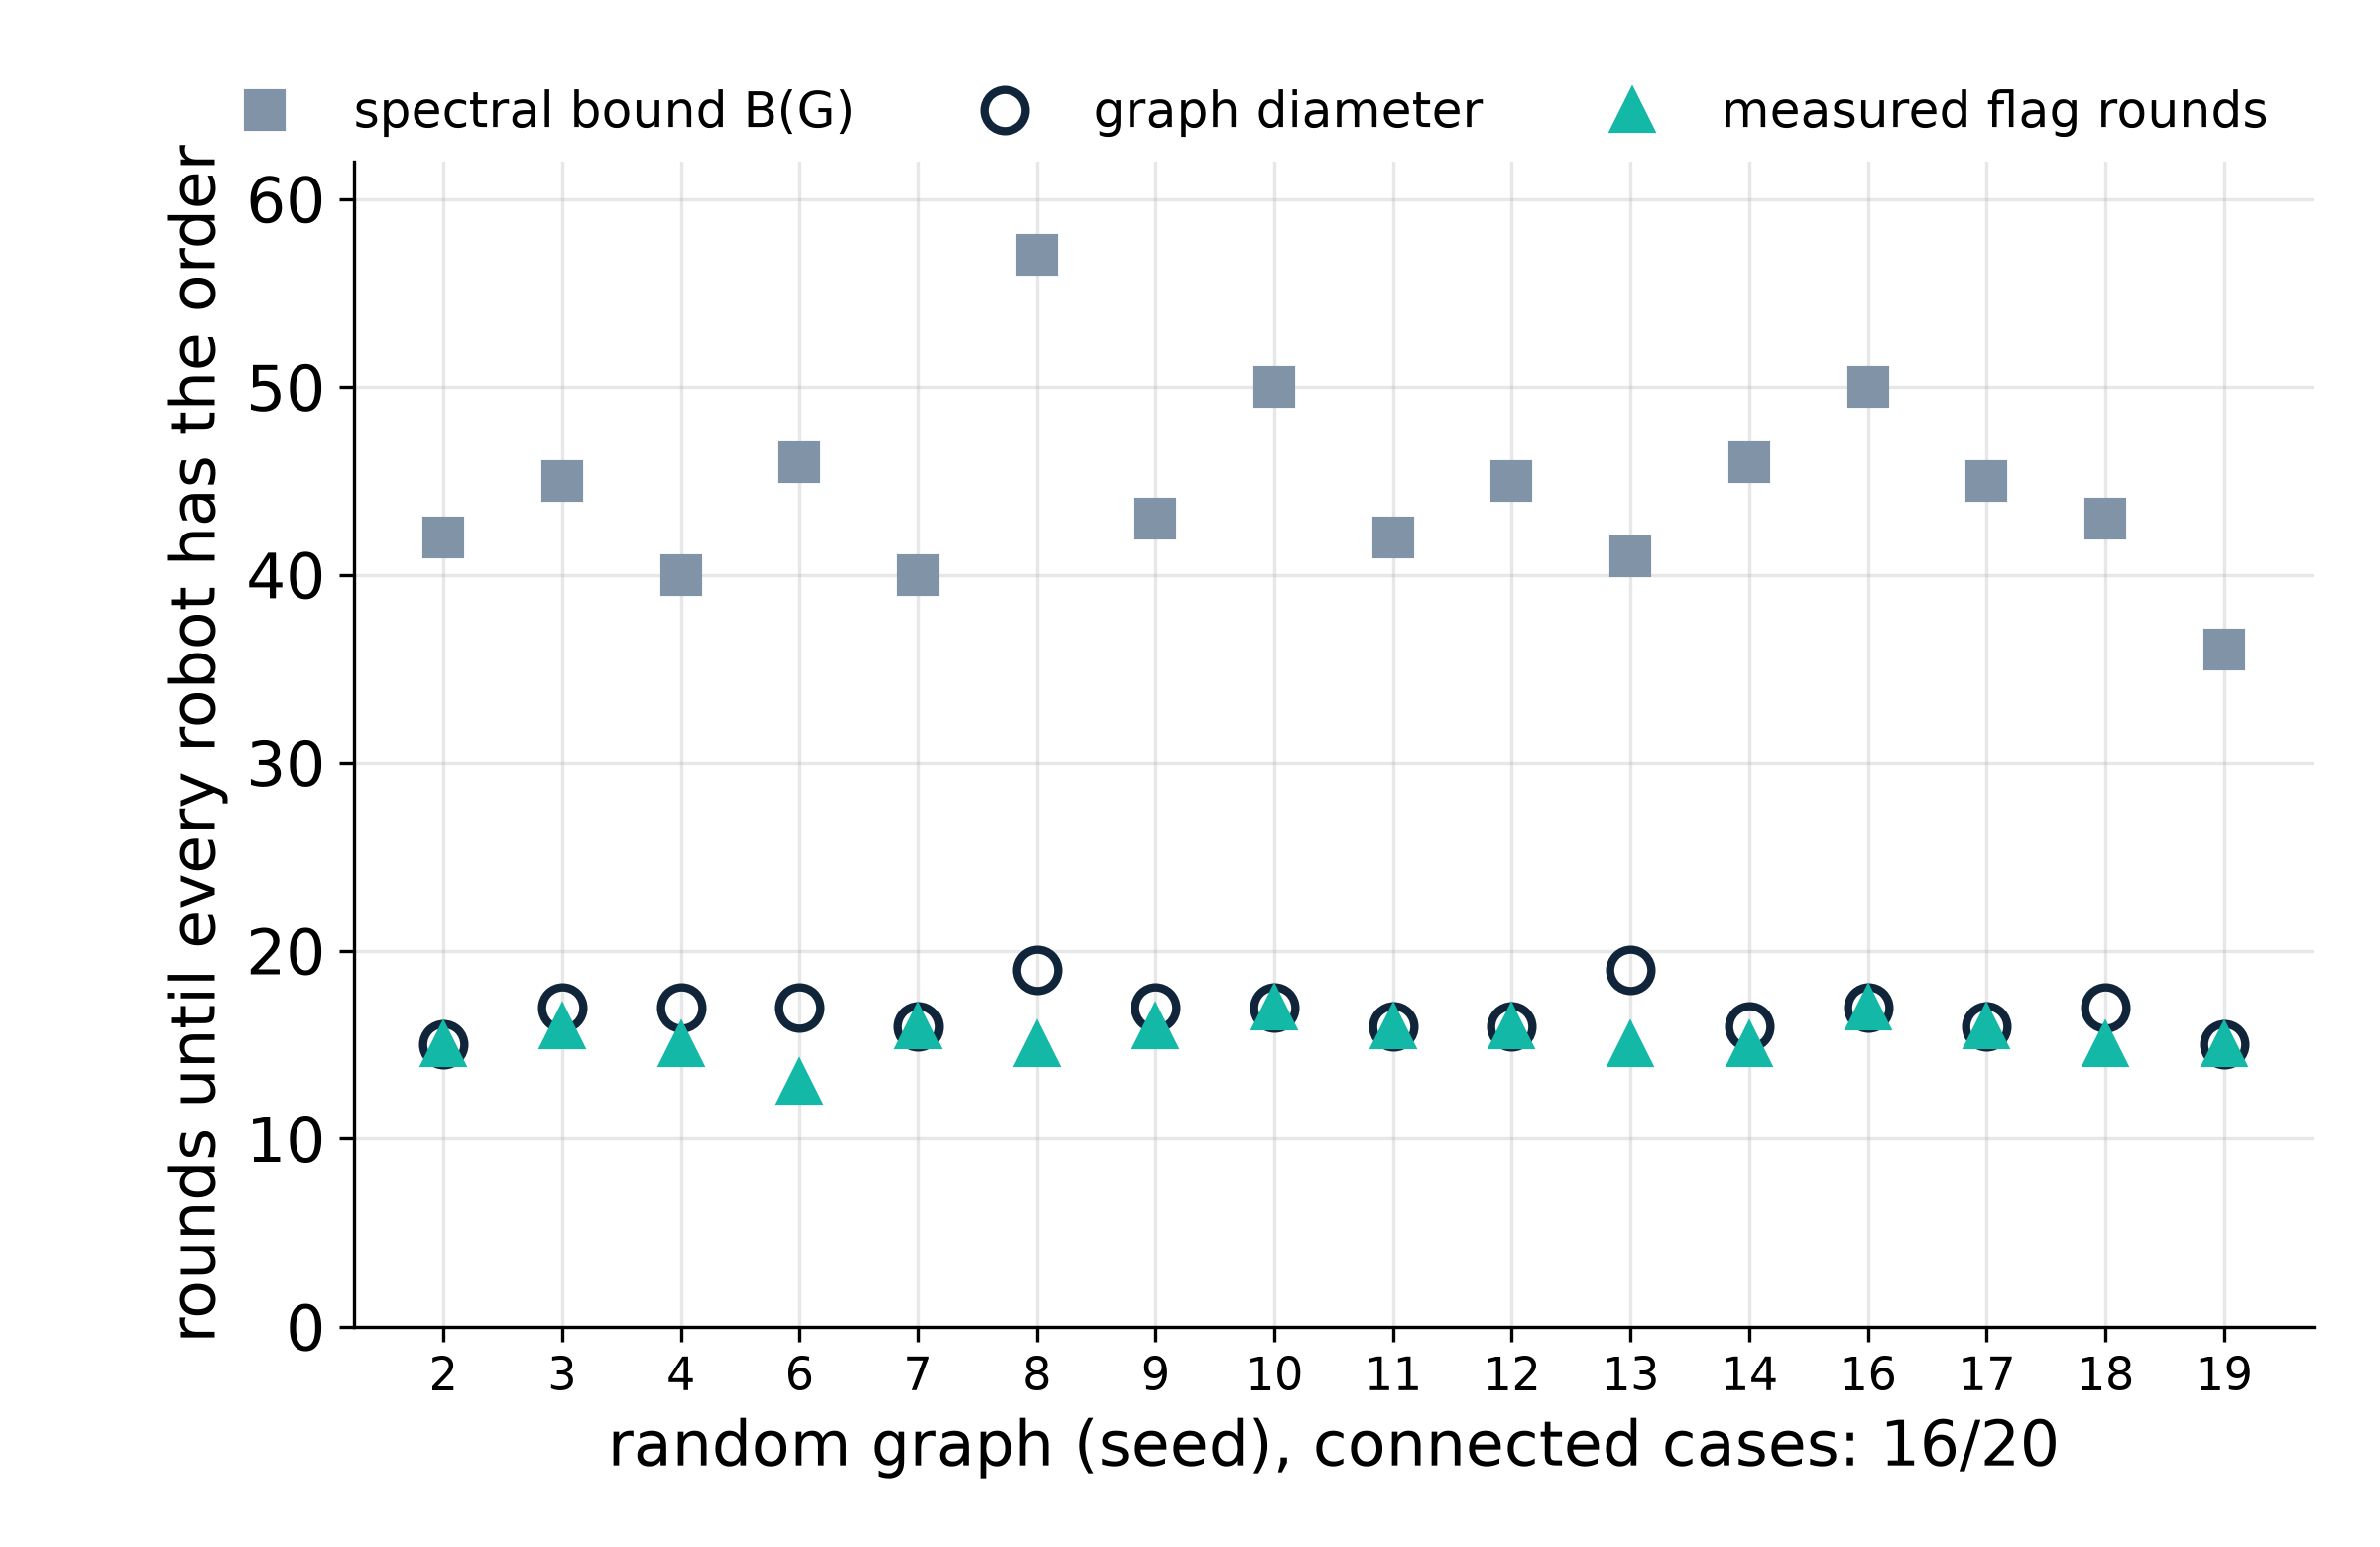 spectral bound B(G)
graph diameter
measured flag rounds
rounds until every robot has the order
60
50
40
30
20
10
0
2 3 4 6 7 8 9 10 11 12 13 14 16 17 18 19
random graph (seed), connected cases: 16/20